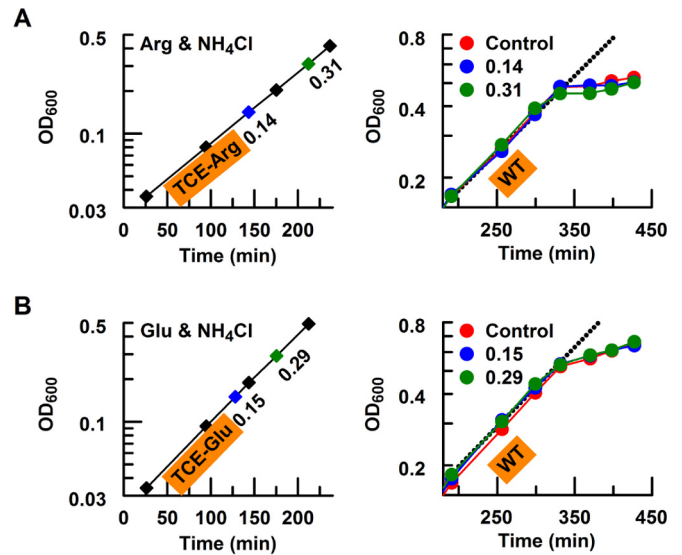 A
Arg & NH4Cl
0.5
0.1
0.03
OD600
0.14
0.31
TCE-Arg
0 50 100 150 200
Time (min)
Control
0.14
0.31
0.8
0.4
0.2
OD600
WT
250 350 450
Time (min)
B
Glu & NH4Cl
0.5
0.1
0.03
OD600
0.15
0.29
TCE-Glu
0 50 100 150 200
Time (min)
Control
0.15
0.29
0.8
0.4
0.2
OD600
WT
250 350 450
Time (min)